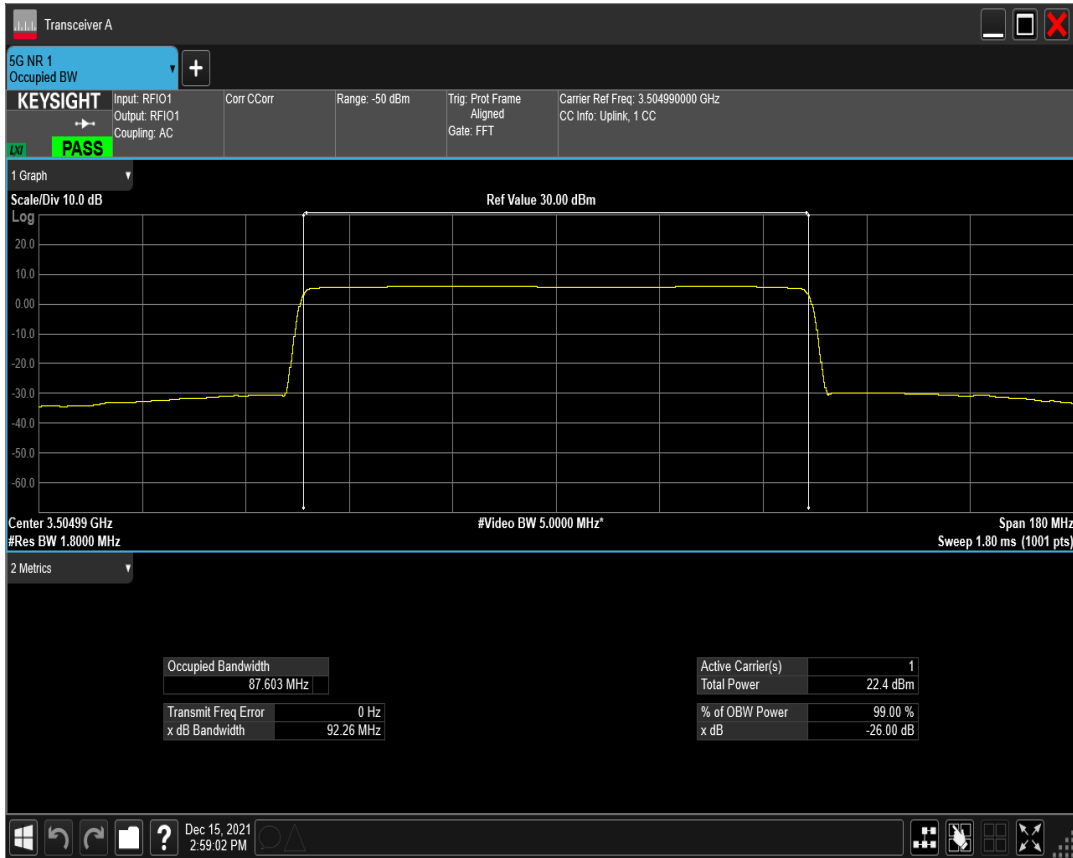 Transceiver A
5G NR 1
Occupied BW
+
KEYSIGHT
LXI
PASS
Input: RFIO1
Output: RFIO1
Coupling: AC
Corr CCorr
Range: -50 dBm
Trig: Prot Frame
Aligned
Gate: FFT
Carrier Ref Freq: 3.504990000 GHz
CC Info: Uplink, 1 CC
1 Graph
Scale/Div 10.0 dB
Ref Value 30.00 dBm
Log
20.0
10.0
0.00
-10.0
-20.0
-30.0
-40.0
-50.0
-60.0
Center 3.50499 GHz
#Video BW 5.0000 MHz*
Span 180 MHz
#Res BW 1.8000 MHz
Sweep 1.80 ms (1001 pts)
2 Metrics
Occupied Bandwidth
87.603 MHz
Transmit Freq Error 0 Hz
x dB Bandwidth 92.26 MHz
Active Carrier(s) 1
Total Power 22.4 dBm
% of OBW Power 99.00 %
x dB -26.00 dB
?
Dec 15, 2021
2:59:02 PM